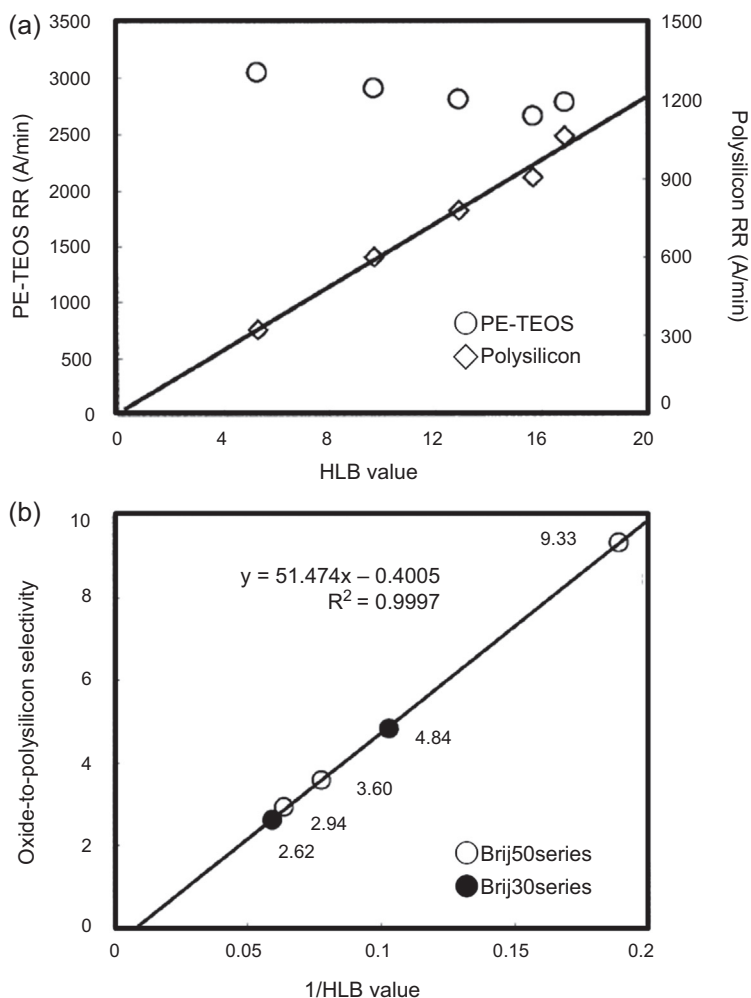 (a)
3500
3000
2500
2000
1500
1000
500
0
PE-TEOS RR (A/min)
1500
1200
900
600
300
0
Polysilicon RR (A/min)
PE-TEOS
Polysilicon
0 4 8 12 16 20
HLB value
(b)
10
8
6
4
2
0
Oxide-to-polysilicon selectivity
9.33
y = 51.474x – 0.4005
R² = 0.9997
4.84
3.60
2.94
2.62
Brij50series
Brij30series
0 0.05 0.1 0.15 0.2
1/HLB value